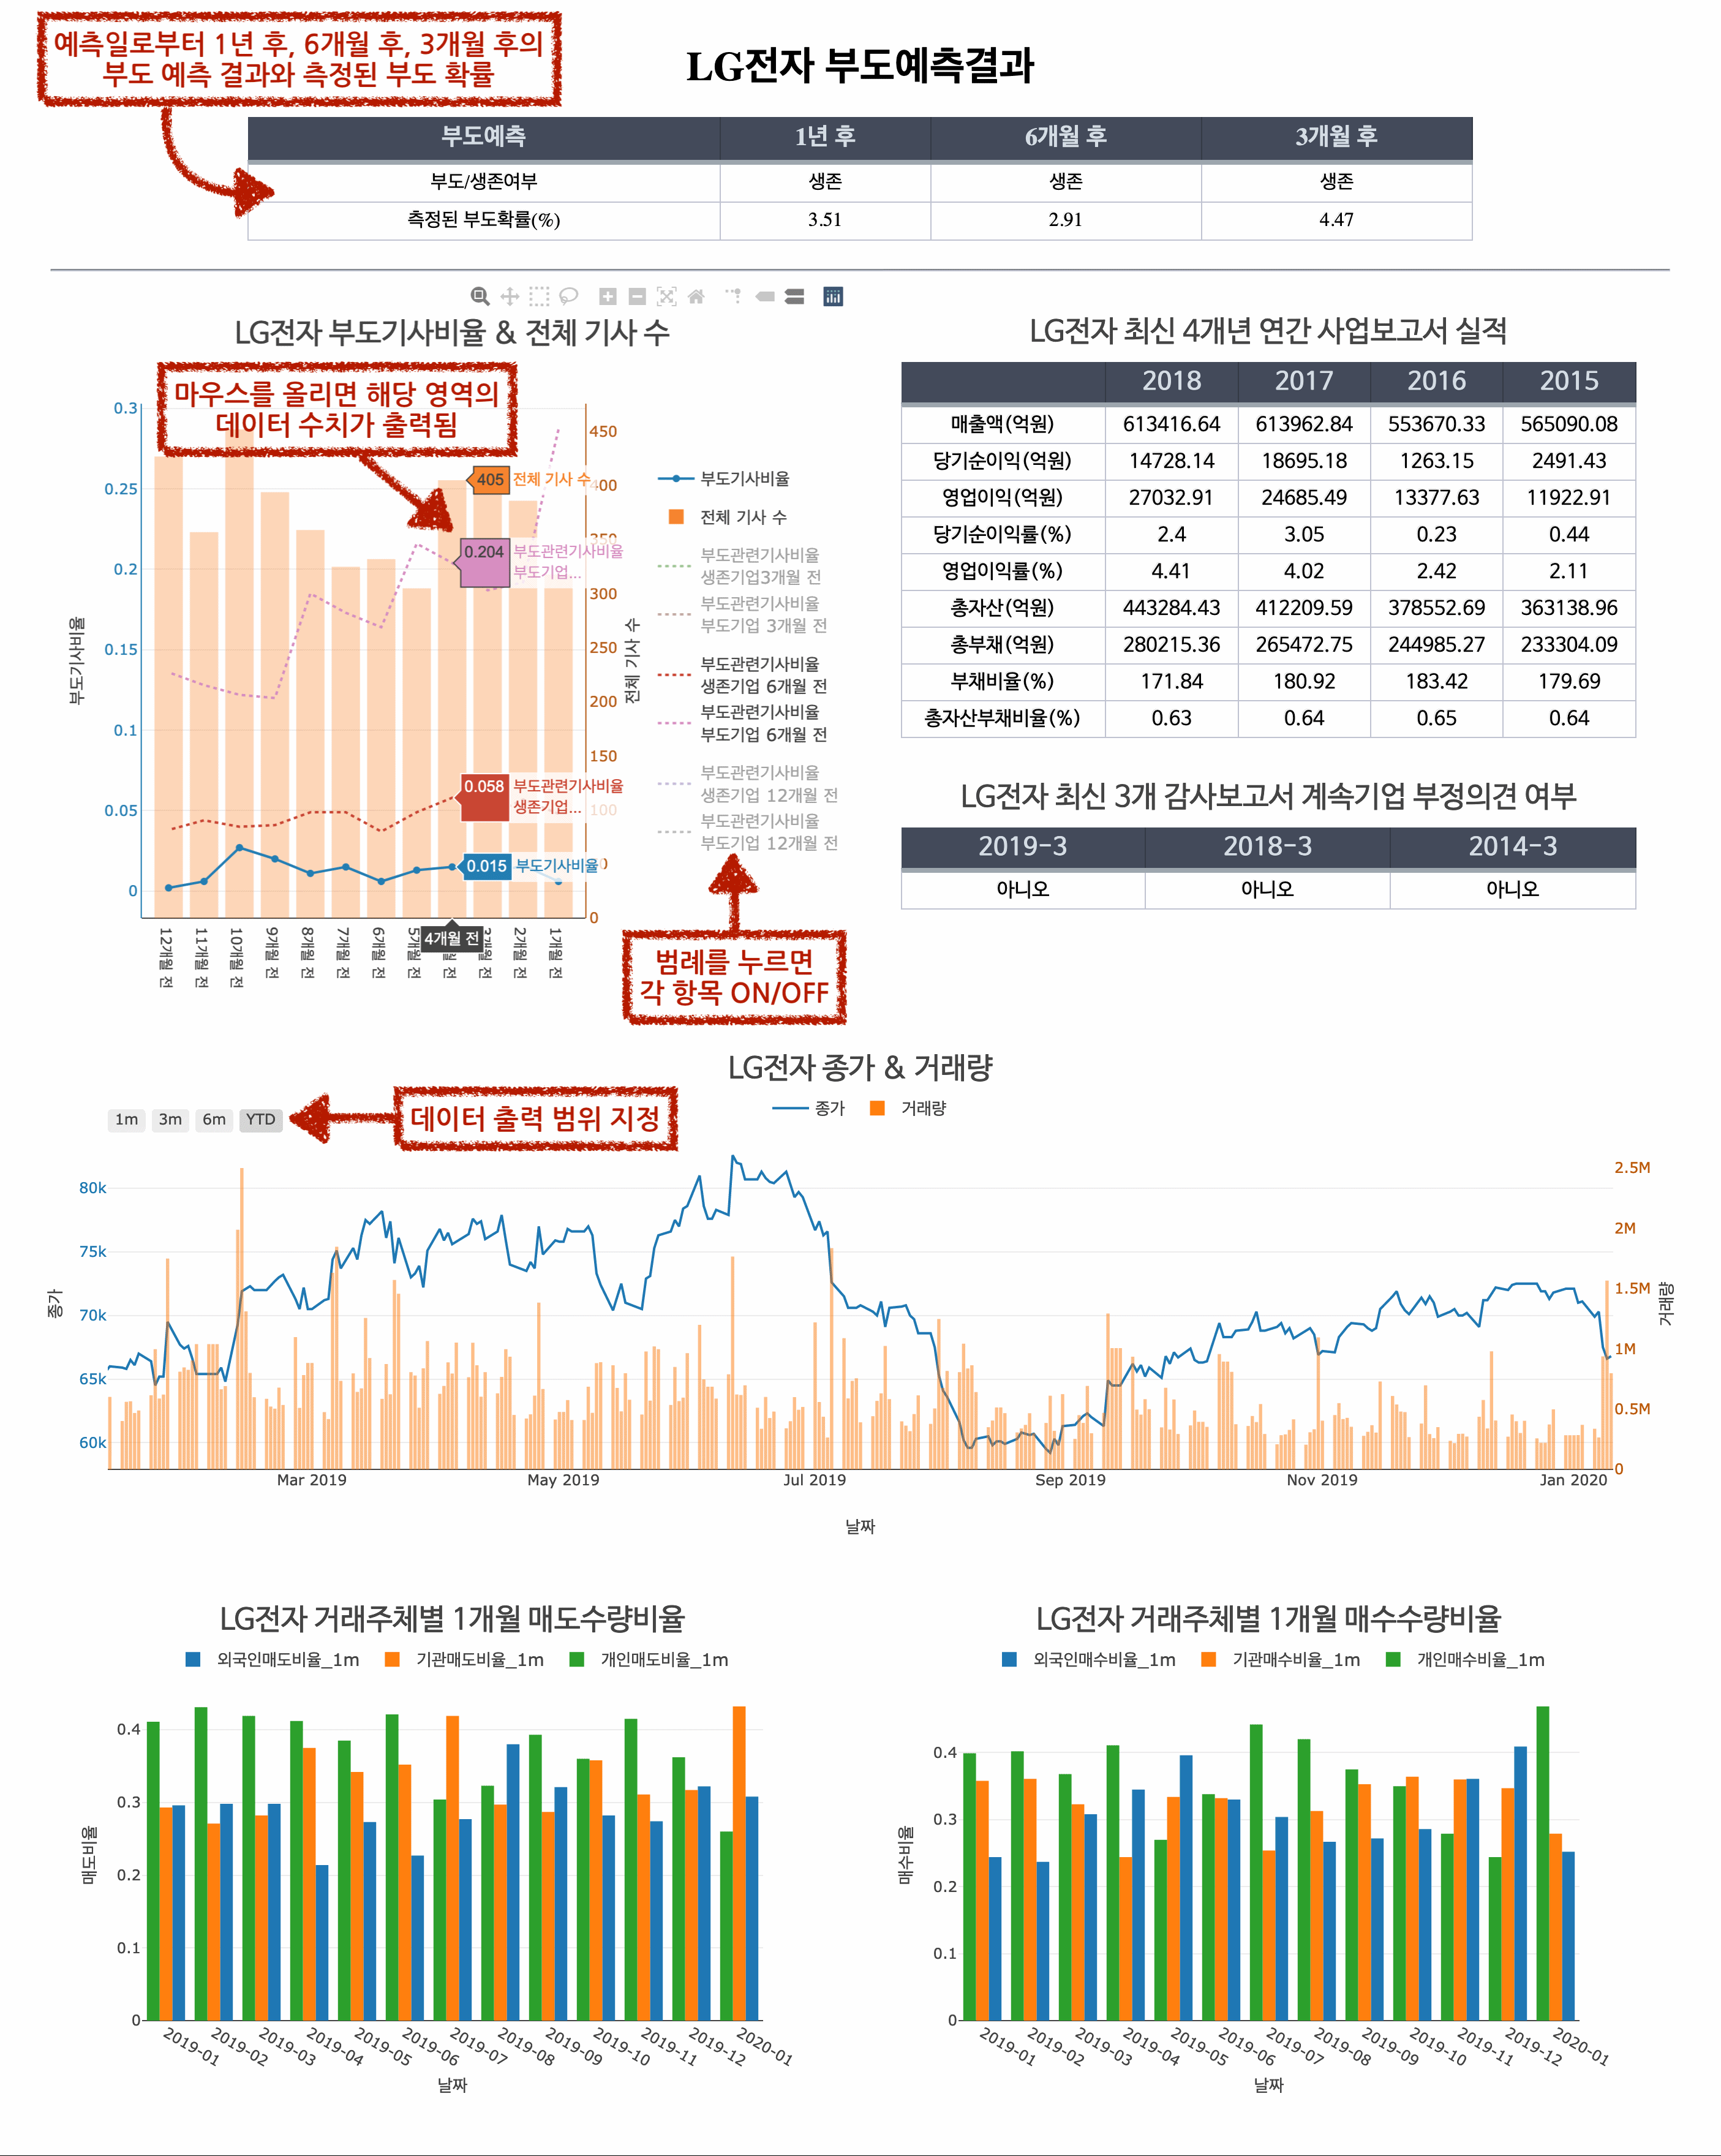 예측일로부터 1년 후, 6개월 후, 3개월 후의
부도 예측 결과와 측정된 부도 확률
LG전자 부도예측결과
부도예측 1년 후 6개월 후 3개월 후
부도/생존여부 생존 생존 생존
측정된 부도확률(%) 3.51 2.91 4.47
LG전자 부도기사비율 & 전체 기사 수
마우스를 올리면 해당 영역의
데이터 수치가 출력됨
0.3
0.25
0.2
0.15
0.1
0.05
0
부도기사비율
450
400
350
300
250
200
150
100
0
전체 기사 수
405 전체 기사 수
0.204 부도관련기사비율
부도기업...
0.058 부도관련기사비율
생존기업...
0.015 부도기사비율
12개월 전
11개월 전
10개월 전
9개월 전
8개월 전
7개월 전
6개월 전
5개월
4개월 전
2개월 전
1개월 전
부도기사비율
전체 기사 수
부도관련기사비율
생존기업3개월 전
부도관련기사비율
부도기업 3개월 전
부도관련기사비율
생존기업 6개월 전
부도관련기사비율
부도기업 6개월 전
부도관련기사비율
생존기업 12개월 전
부도관련기사비율
부도기업 12개월 전
범례를 누르면
각 항목 ON/OFF
LG전자 최신 4개년 연간 사업보고서 실적
2018 2017 2016 2015
매출액(억원) 613416.64 613962.84 553670.33 565090.08
당기순이익(억원) 14728.14 18695.18 1263.15 2491.43
영업이익(억원) 27032.91 24685.49 13377.63 11922.91
당기순이익률(%) 2.4 3.05 0.23 0.44
영업이익률(%) 4.41 4.02 2.42 2.11
총자산(억원) 443284.43 412209.59 378552.69 363138.96
총부채(억원) 280215.36 265472.75 244985.27 233304.09
부채비율(%) 171.84 180.92 183.42 179.69
총자산부채비율(%) 0.63 0.64 0.65 0.64
LG전자 최신 3개 감사보고서 계속기업 부정의견 여부
2019-3 2018-3 2014-3
아니오 아니오 아니오
LG전자 종가 & 거래량
1m 3m 6m YTD
데이터 출력 범위 지정
종가 거래량
80k
75k
70k
65k
60k
종가
2.5M
2M
1.5M
1M
0.5M
0
거래량
Mar 2019 May 2019 Jul 2019 Sep 2019 Nov 2019 Jan 2020
날짜
LG전자 거래주체별 1개월 매도수량비율
외국인매도비율_1m 기관매도비율_1m 개인매도비율_1m
0.4
0.3
0.2
0.1
0
매도비율
2019-01 2019-02 2019-03 2019-04 2019-05 2019-06 2019-07 2019-08 2019-09 2019-10 2019-11 2019-12 2020-01
날짜
LG전자 거래주체별 1개월 매수수량비율
외국인매수비율_1m 기관매수비율_1m 개인매수비율_1m
0.4
0.3
0.2
0.1
0
매수비율
2019-01 2019-02 2019-03 2019-04 2019-05 2019-06 2019-07 2019-08 2019-09 2019-10 2019-11 2019-12 2020-01
날짜